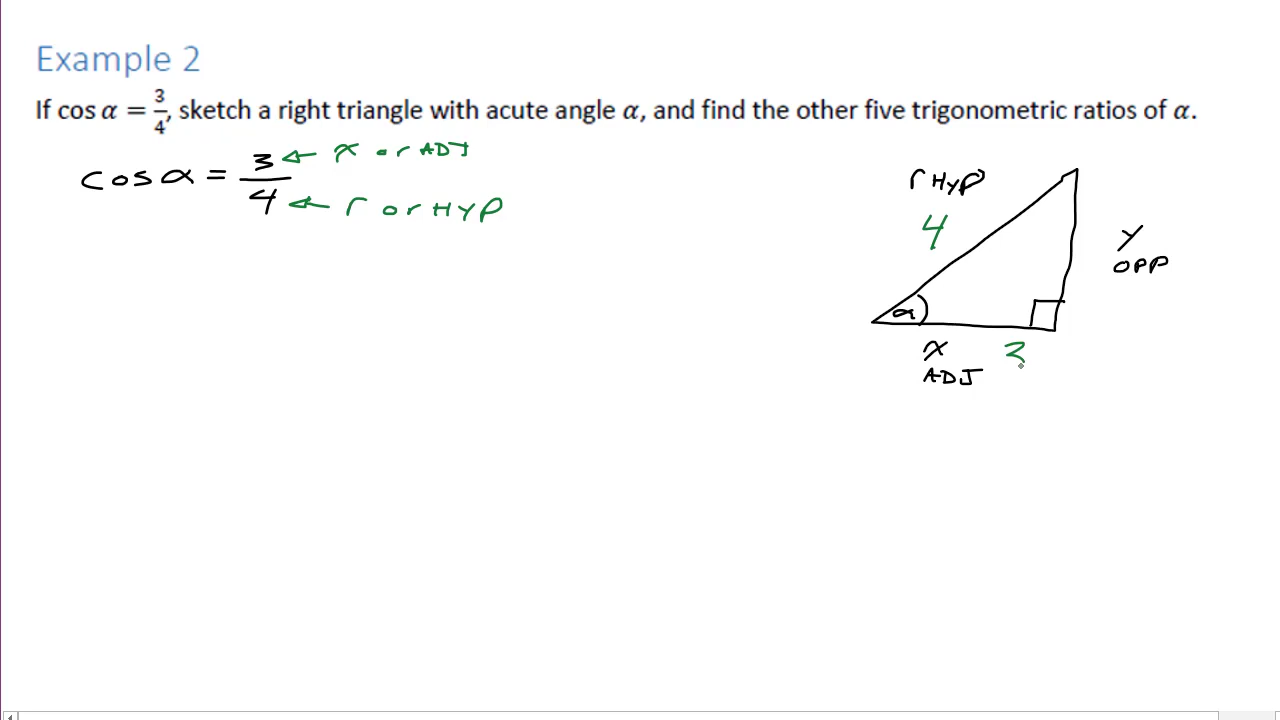 Example 2
If cos α = 3/4, sketch a right triangle with acute angle α, and find the other five trigonometric ratios of α.
cos α = 3/4
3 ← x or ADJ
4 ← r or HYP
r HYP
4
y
OPP
α
x 3
ADJ